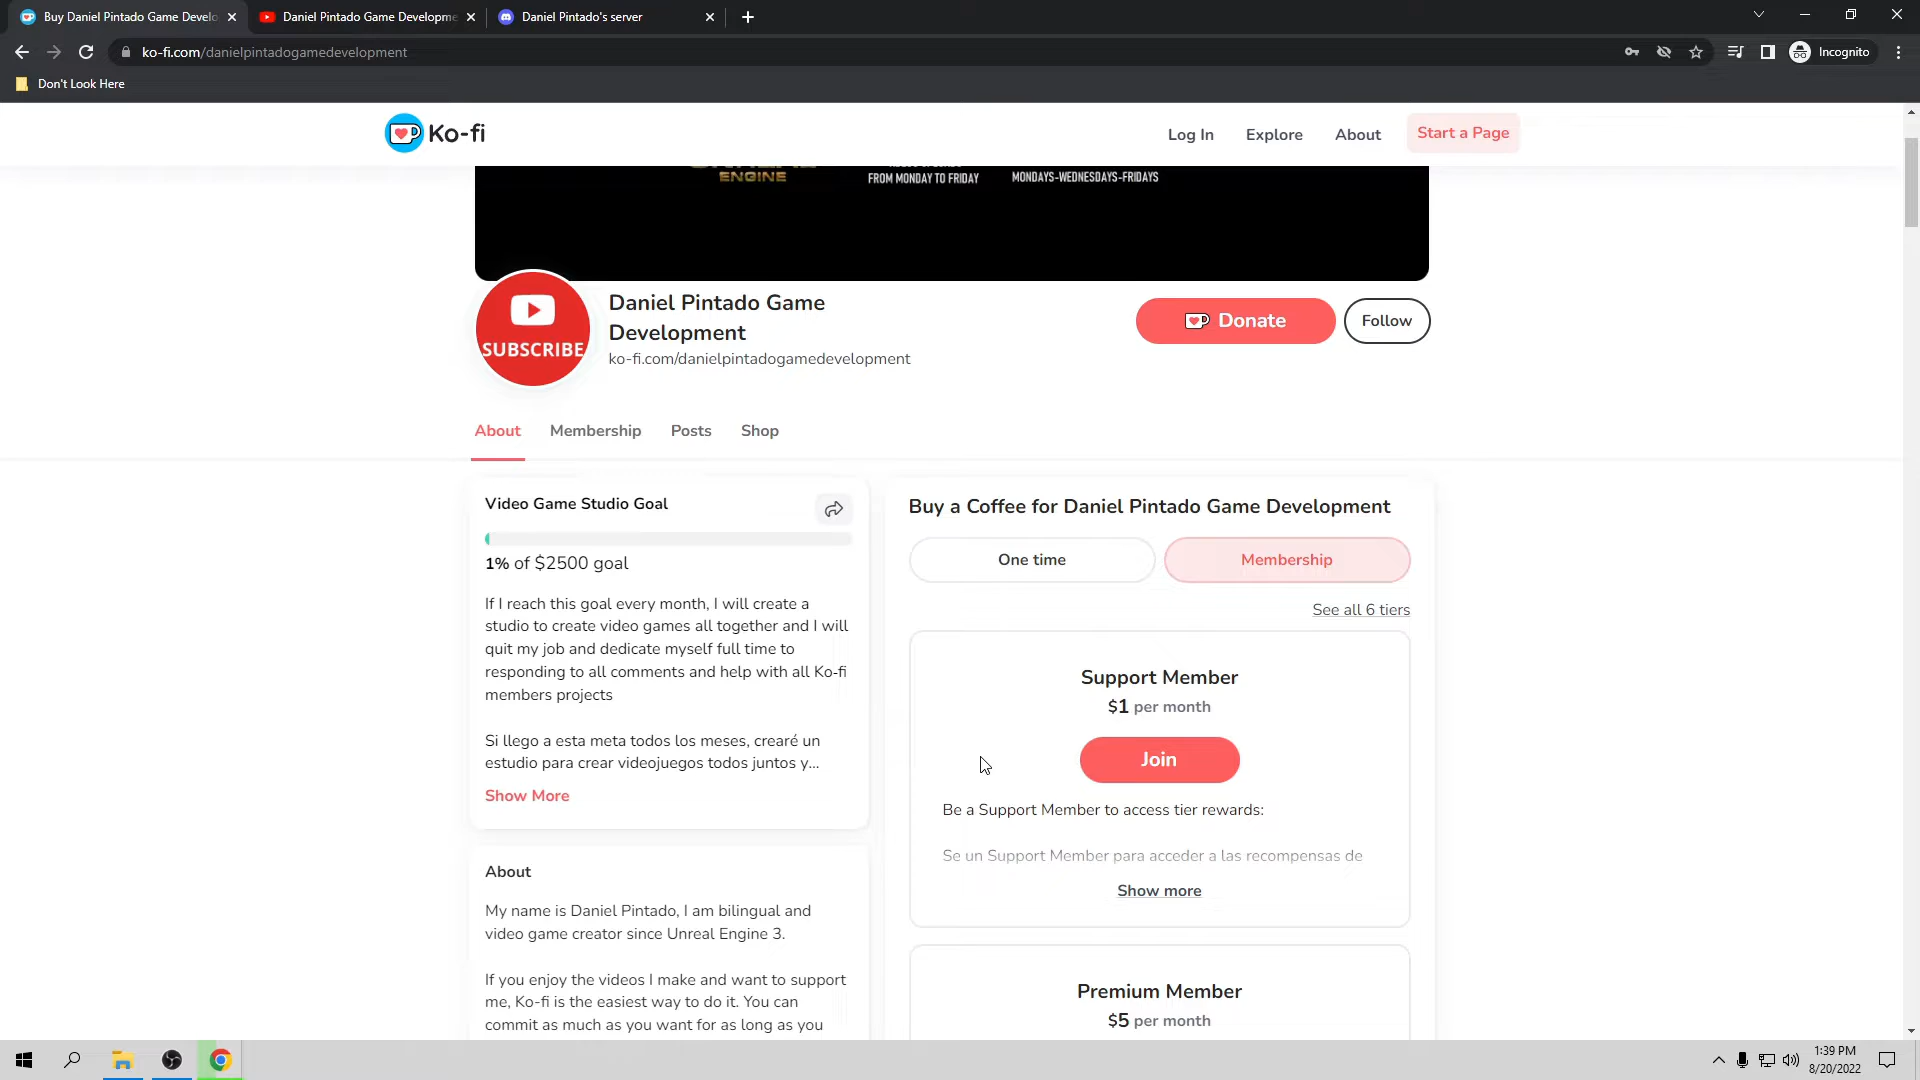 Buy Daniel Pintado Game Develo
Daniel Pintado Game Developme
Daniel Pintado's server
ko-fi.com/danielpintadogamedevelopment
Incognito
Don't Look Here
Ko-fi
Log In
Explore
About
Start a Page
ENGINE
FROM MONDAY TO FRIDAY
MONDAYS-WEDNESDAYS-FRIDAYS
SUBSCRIBE
Daniel Pintado Game
Development
ko-fi.com/danielpintadogamedevelopment
Donate
Follow
About
Membership
Posts
Shop
Video Game Studio Goal
1% of $2500 goal
If I reach this goal every month, I will create a
studio to create video games all together and I will
quit my job and dedicate myself full time to
responding to all comments and help with all Ko-fi
members projects
Si llego a esta meta todos los meses, crearé un
estudio para crear videojuegos todos juntos y...
Show More
About
My name is Daniel Pintado, I am bilingual and
video game creator since Unreal Engine 3.
If you enjoy the videos I make and want to support
me, Ko-fi is the easiest way to do it. You can
commit as much as you want for as long as you
Buy a Coffee for Daniel Pintado Game Development
One time
Membership
See all 6 tiers
Support Member
$1 per month
Join
Be a Support Member to access tier rewards:
Se un Support Member para acceder a las recompensas de
Show more
Premium Member
$5 per month
1:39 PM
8/20/2022